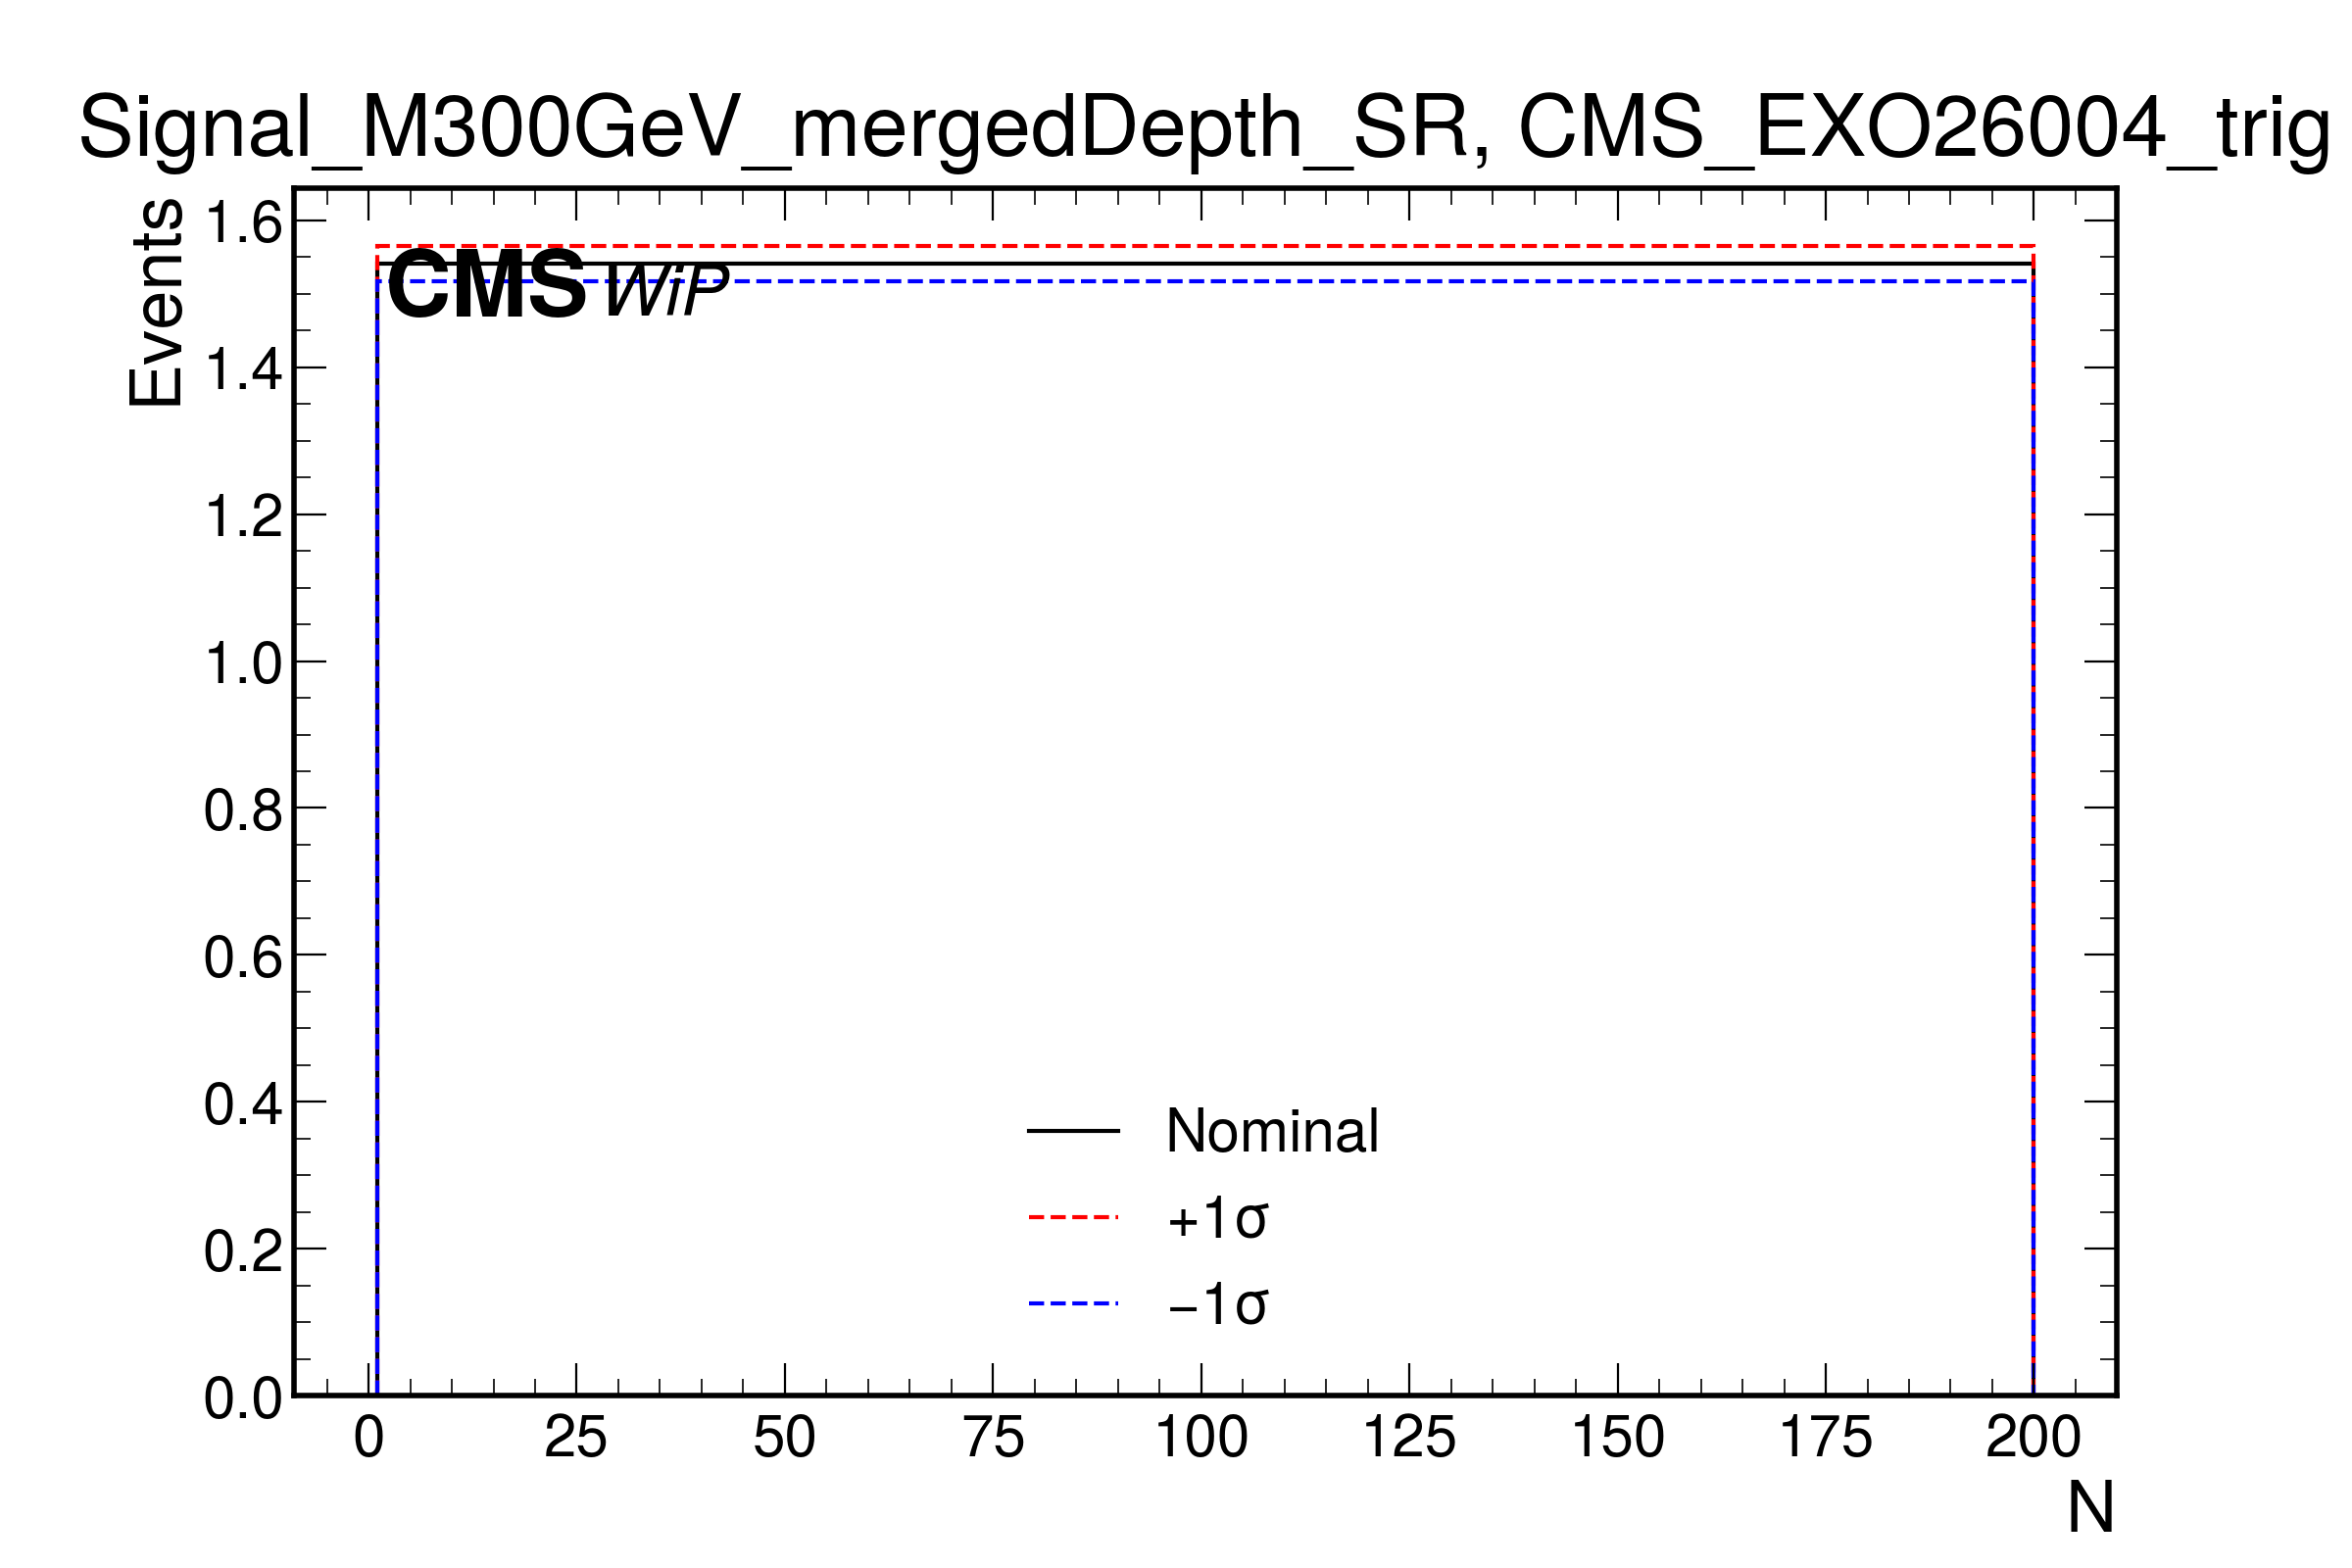 Signal_M300GeV_mergedDepth_SR, CMS_EXO26004_trig
Events
1.6
1.4
1.2
1.0
0.8
0.6
0.4
0.2
0.0
CMS WiP
Nominal
+1σ
−1σ
0 25 50 75 100 125 150 175 200
N